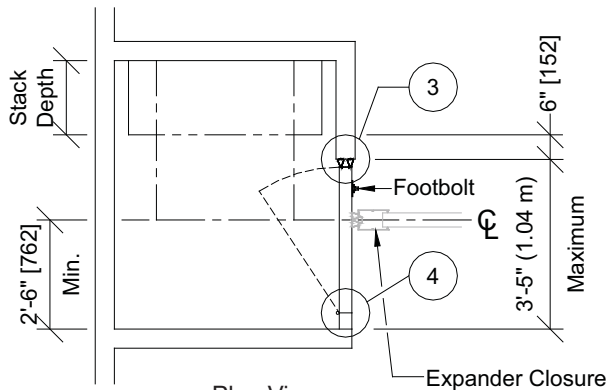 Stack
Depth
3
6" [152]
Footbolt
℄
2'-6" [762]
Min.
3'-5" (1.04 m)
Maximum
4
Expander Closure